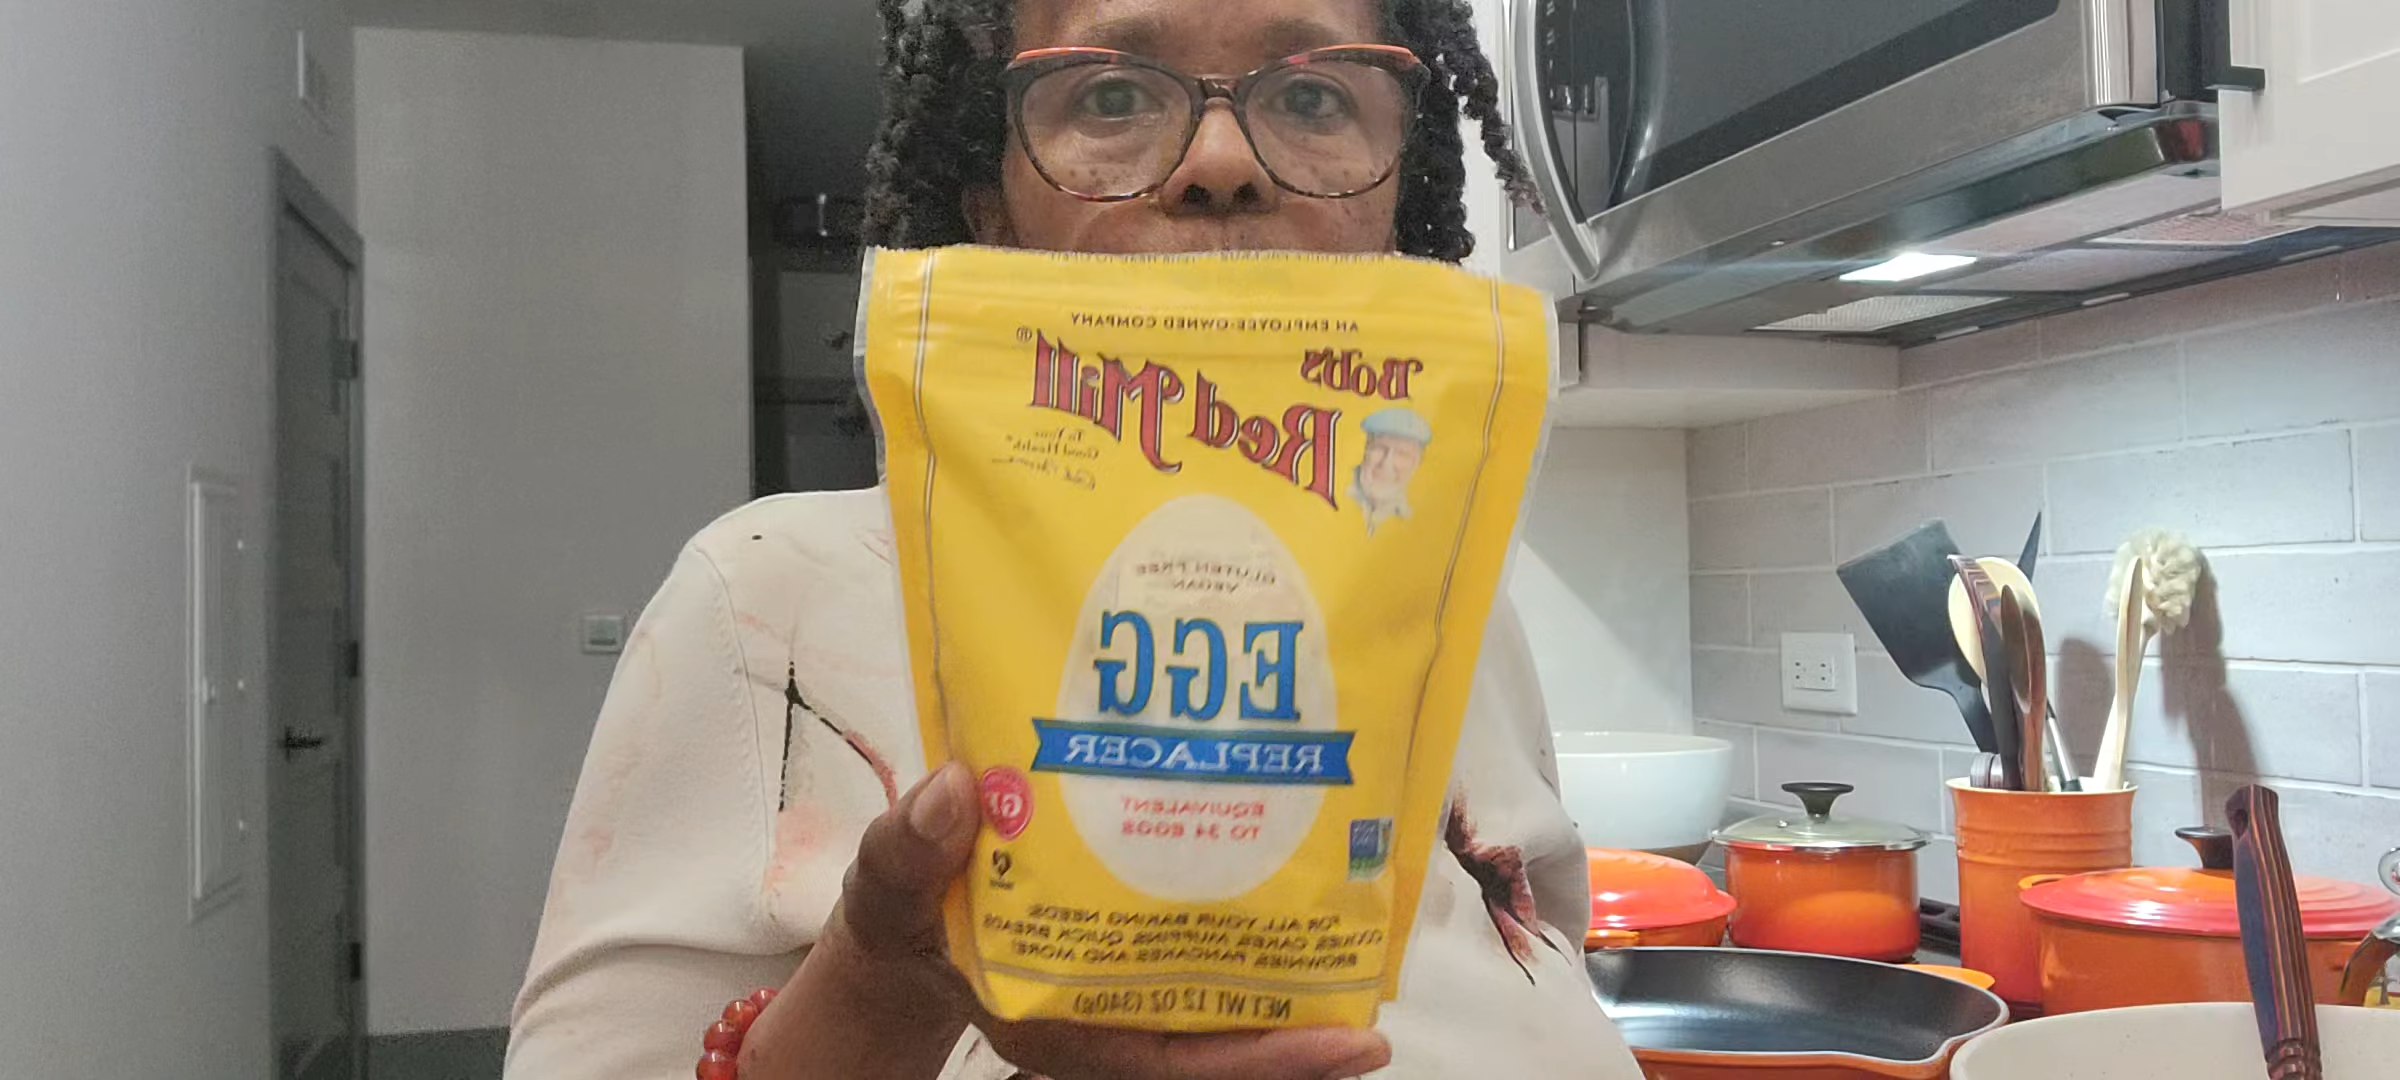 AN EMPLOYEE-OWNED COMPANY
Bob's
Red Mill®
To Your
Good Health®
GLUTEN FREE
VEGAN
EGG
REPLACER
EQUIVALENT
TO 34 EGGS
GF
FOR ALL YOUR BAKING NEEDS:
COOKIES, CAKES, MUFFINS, QUICK BREADS
BROWNIES, PANCAKES AND MORE!
NET WT 12 OZ (340g)